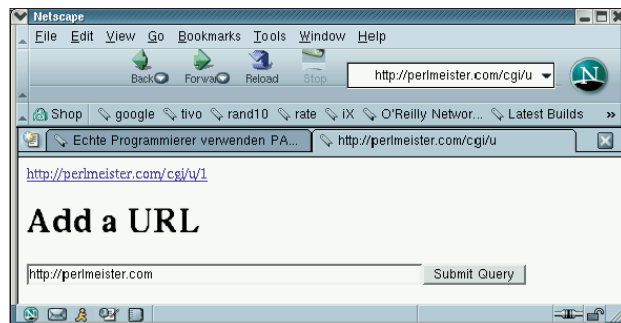 Netscape
File Edit View Go Bookmarks Tools Window Help
Back Forward Reload Stop http://perlmeister.com/cgi/u N
Shop google tivo rand10 rate iX O'Reilly Networ... Latest Builds »
Echte Programmierer verwenden PA... http://perlmeister.com/cgi/u
http://perlmeister.com/cgi/u/1
Add a URL
http://perlmeister.com Submit Query